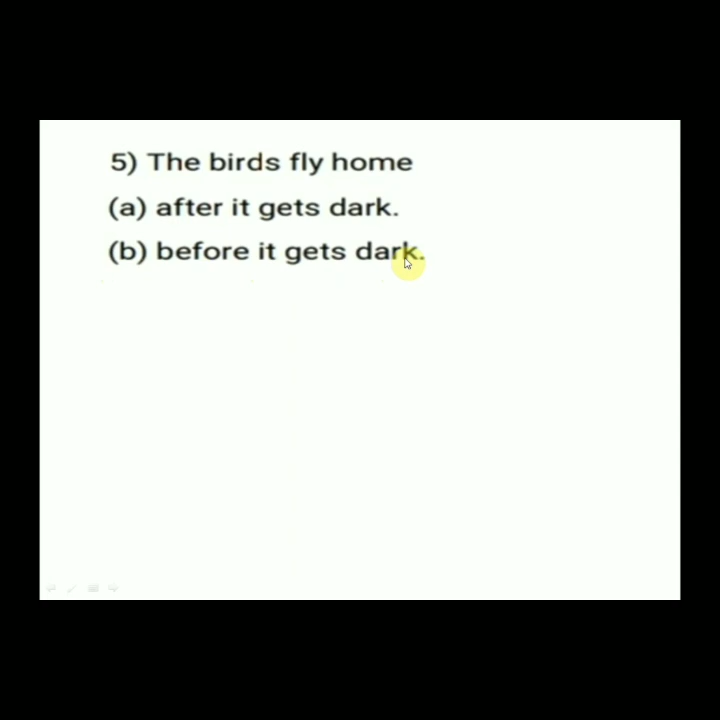 5) The birds fly home
(a) after it gets dark.
(b) before it gets dark.